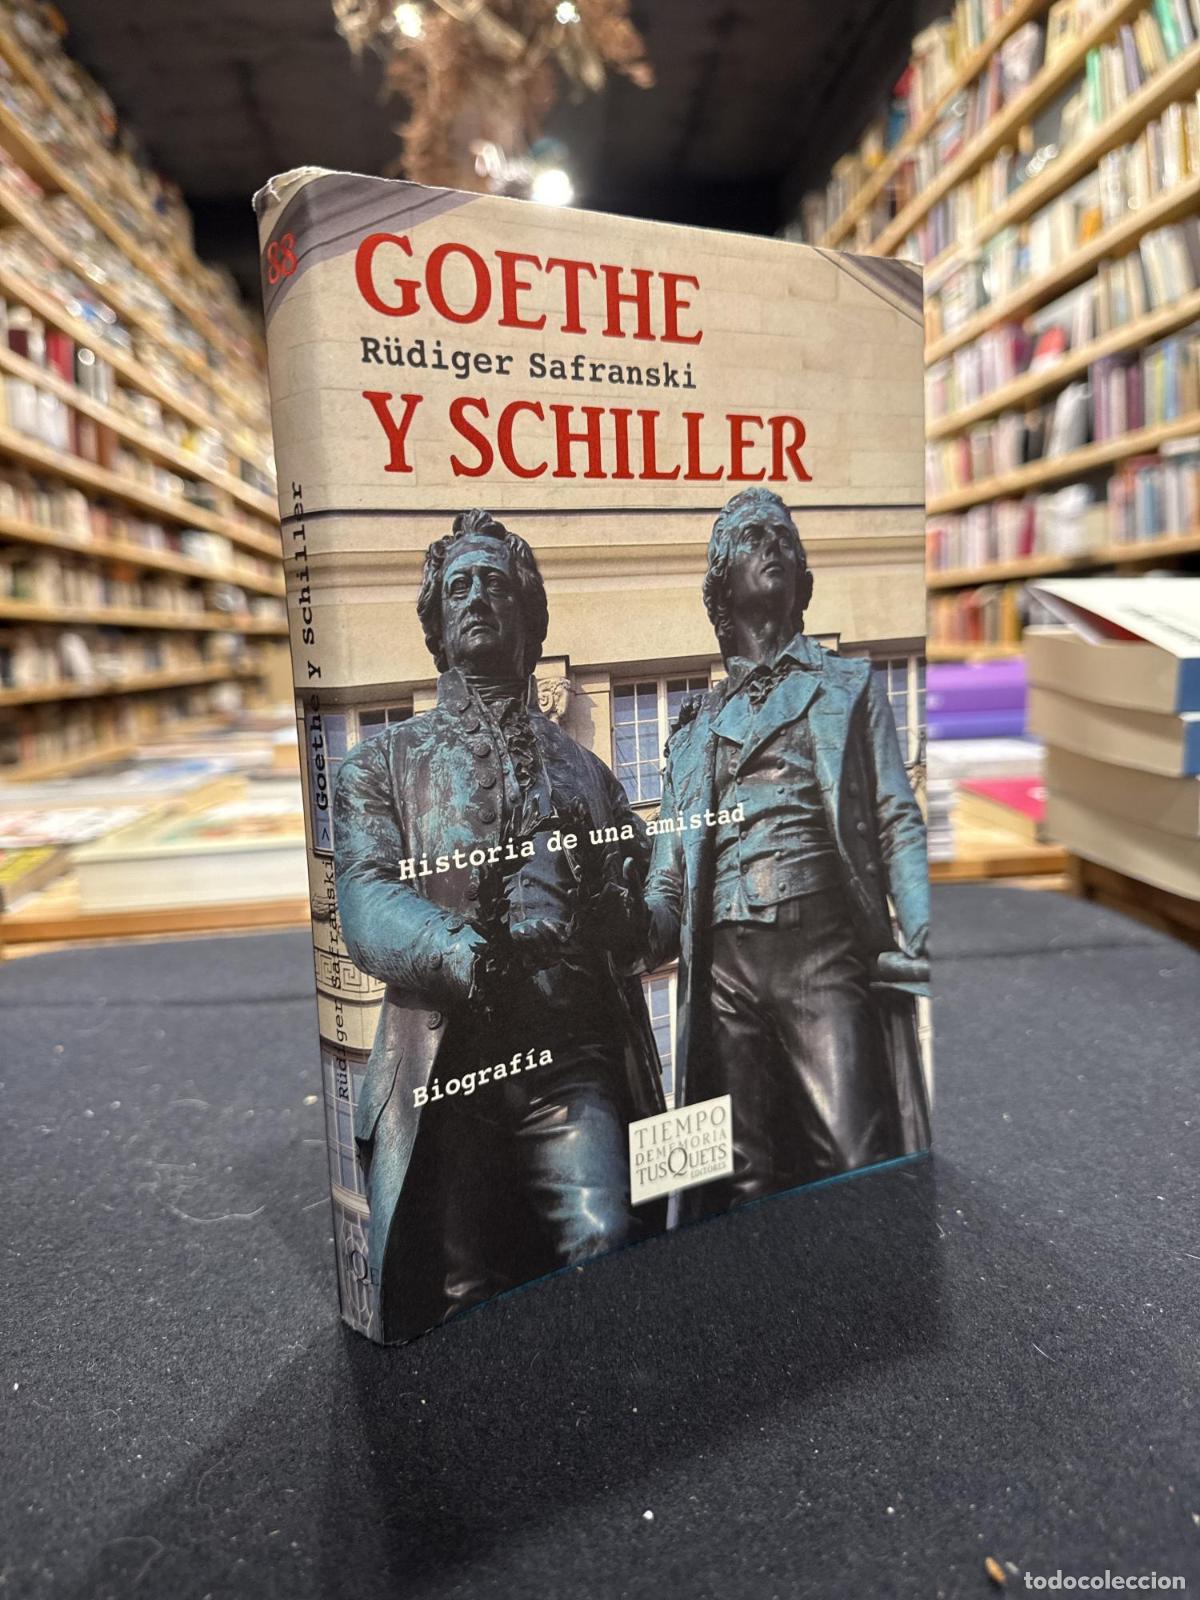 GOETHE
Rüdiger Safranski
Y SCHILLER
Historia de una amistad
Biografía
TIEMPO
DE MEMORIA
TUSQUETS
EDITORES
88
Rüdiger Safranski > Goethe y Schiller
todocoleccion